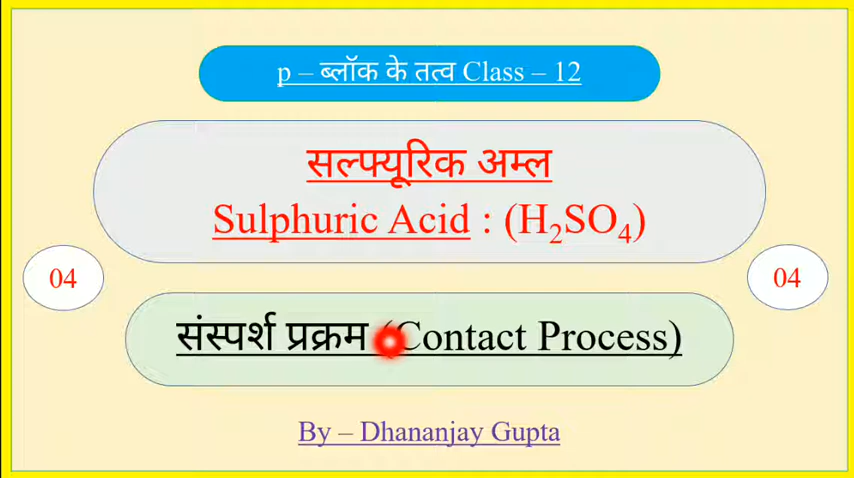 p – ब्लॉक के तत्व Class – 12
सल्फ्यूरिक अम्ल
Sulphuric Acid : (H₂SO₄)
04
04
संस्पर्श प्रक्रम (Contact Process)
By – Dhananjay Gupta